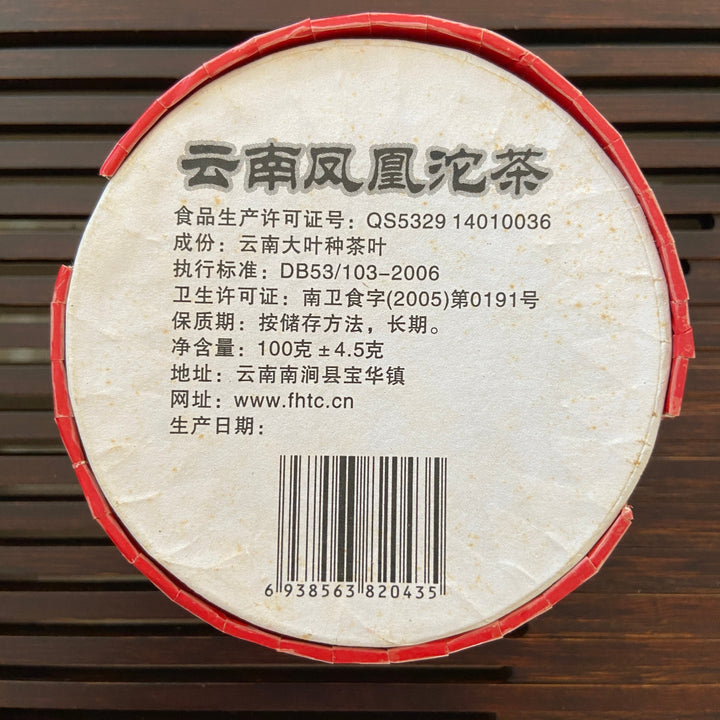 云南凤凰沱茶
食品生产许可证号：QS5329 14010036
成份：云南大叶种茶叶
执行标准：DB53/103-2006
卫生许可证：南卫食字(2005)第0191号
保质期：按储存方法，长期。
净含量：100克±4.5克
地址：云南南涧县宝华镇
网址：www.fhtc.cn
生产日期：
6 938563 820435